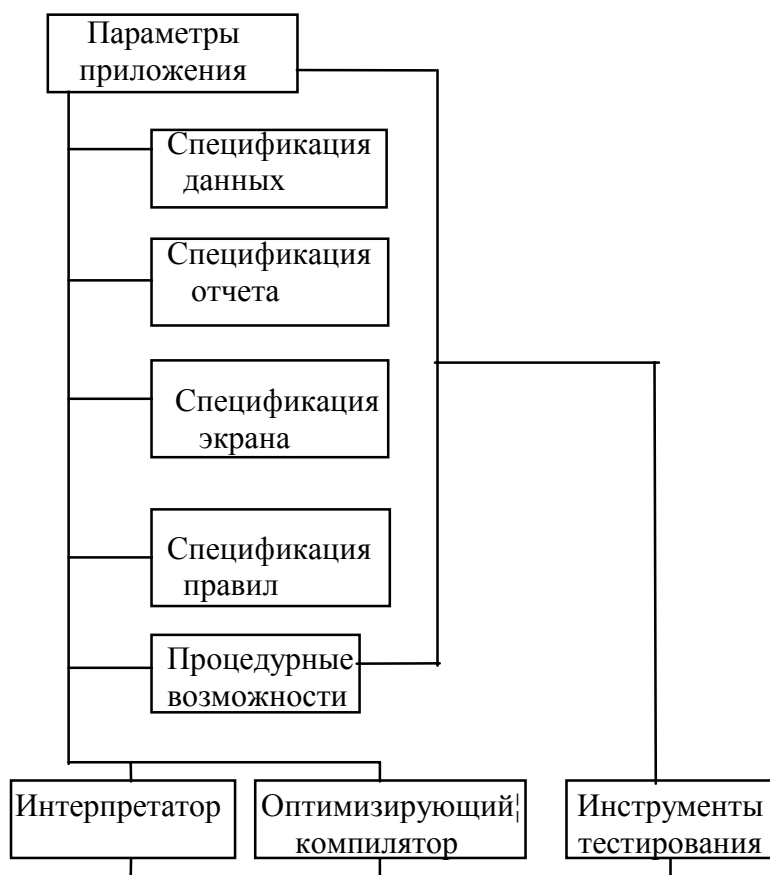 Параметры
приложения
Спецификация
данных
Спецификация
отчета
Спецификация
экрана
Спецификация
правил
Процедурные
возможности
Интерпретатор
Оптимизирующий¦
компилятор
Инструменты
тестирования